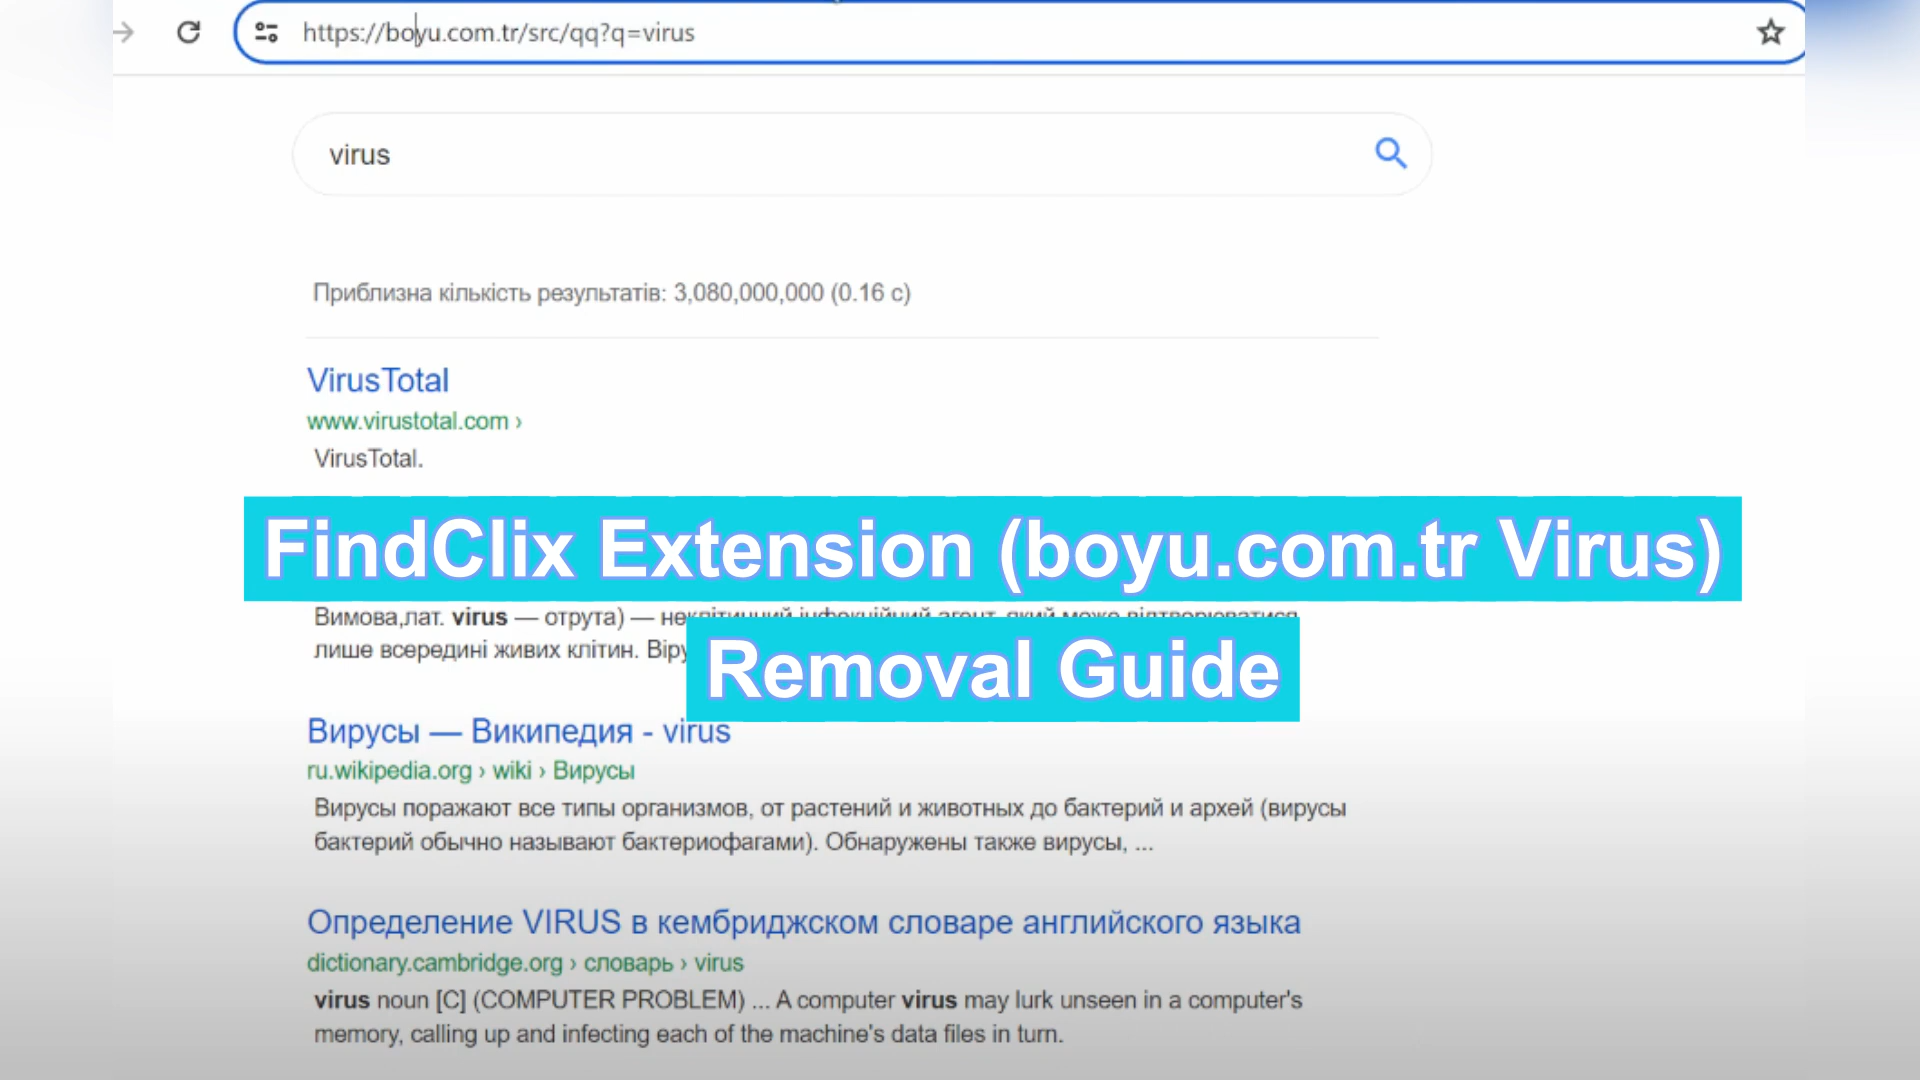 https://boyu.com.tr/src/qq?q=virus
virus
Приблизна кількість результатів: 3,080,000,000 (0.16 с)
VirusTotal
www.virustotal.com ›
VirusTotal.
FindClix Extension (boyu.com.tr Virus)
Вимова,лат. virus — отрута) — неклітинний інфекційний агент, який може відтворюватися
лише всередині живих клітин.
Removal Guide
Вирусы — Википедия - virus
ru.wikipedia.org › wiki › Вирусы
Вирусы поражают все типы организмов, от растений и животных до бактерий и архей (вирусы
бактерий обычно называют бактериофагами). Обнаружены также вирусы, ...
Определение VIRUS в кембриджском словаре английского языка
dictionary.cambridge.org › словарь › virus
virus noun [C] (COMPUTER PROBLEM) ... A computer virus may lurk unseen in a computer's
memory, calling up and infecting each of the machine's data files in turn.